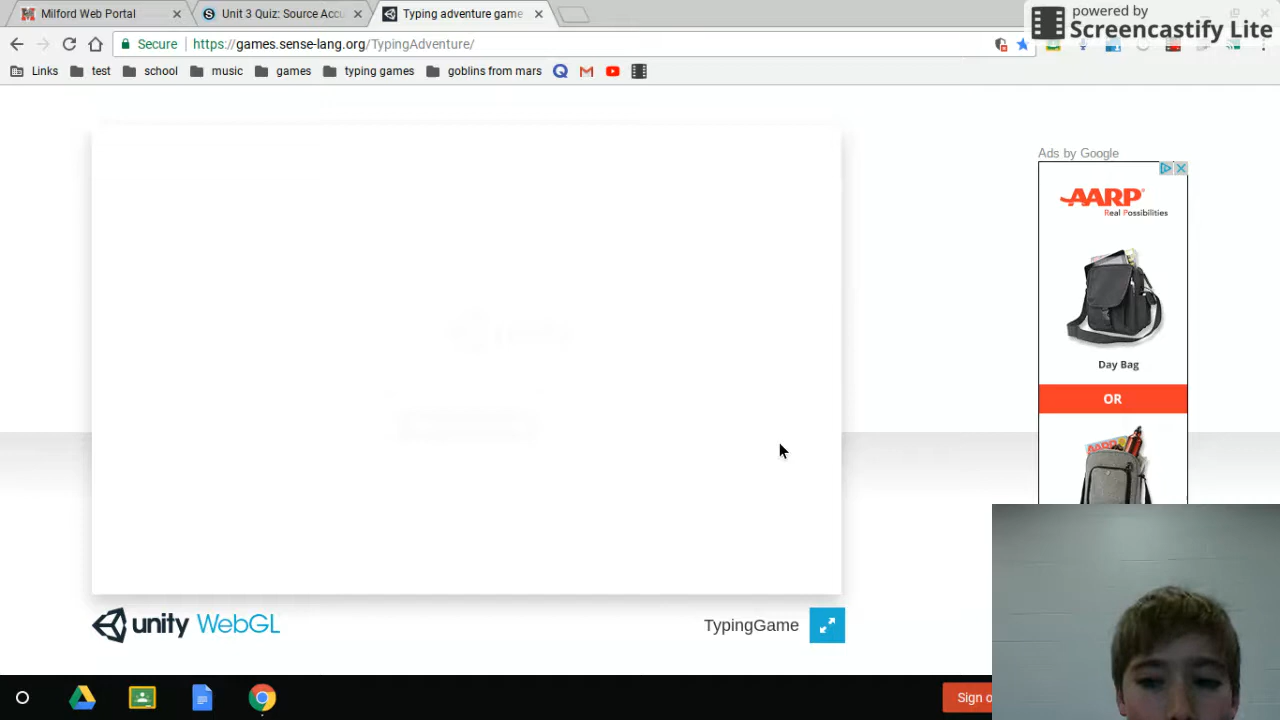 powered by
Screencastify Lite
Milford Web Portal
Unit 3 Quiz: Source Acc
Typing adventure game
Secure
https://games.sense-lang.org/TypingAdventure/
Links
test
school
music
games
typing games
goblins from mars
Ads by Google
AARP
Real Possibilities
Day Bag
OR
AARP
unity WebGL
TypingGame
Sign o